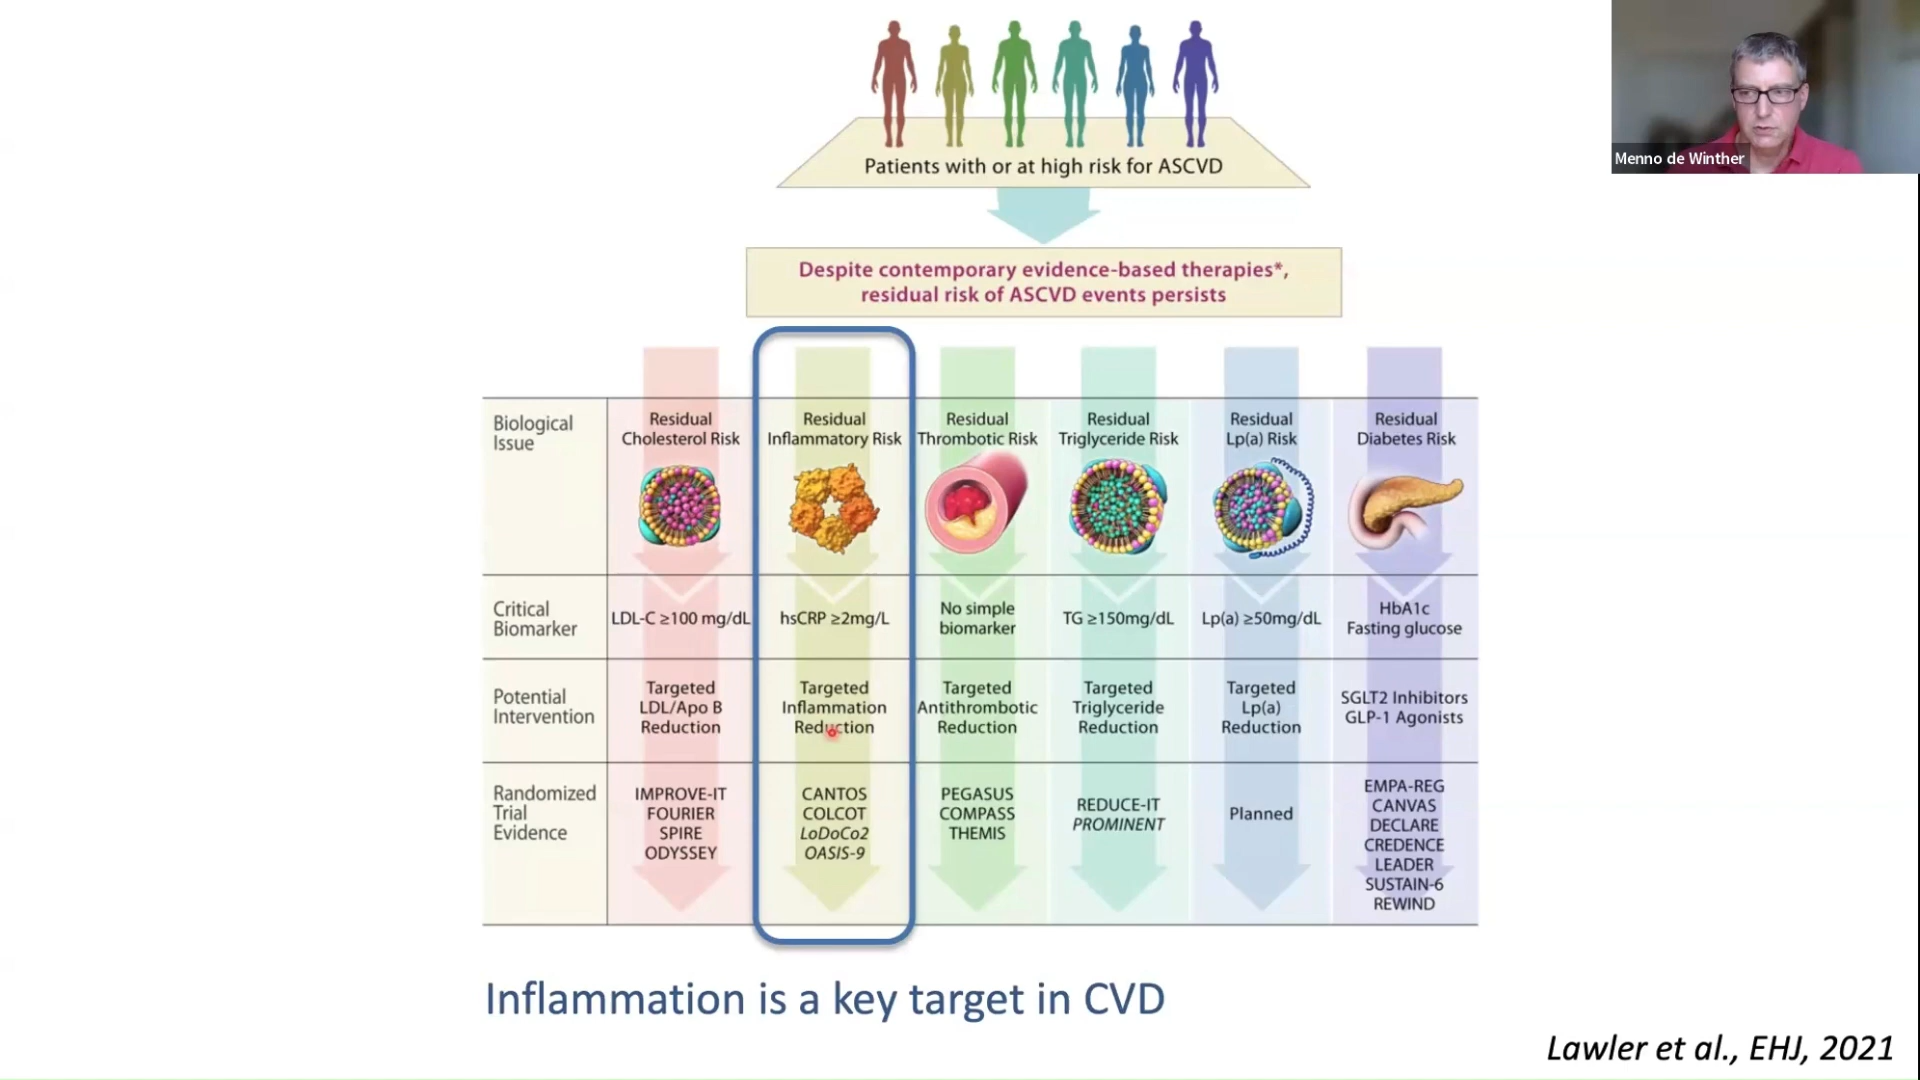 Menno de Winther
Patients with or at high risk for ASCVD
Despite contemporary evidence-based therapies*,
residual risk of ASCVD events persists
Biological
Issue
Residual
Cholesterol Risk
Residual
Inflammatory Risk
Residual
Thrombotic Risk
Residual
Triglyceride Risk
Residual
Lp(a) Risk
Residual
Diabetes Risk
Critical
Biomarker
LDL-C ≥100 mg/dL
hsCRP ≥2mg/L
No simple
biomarker
TG ≥150mg/dL
Lp(a) ≥50mg/dL
HbA1c
Fasting glucose
Potential
Intervention
Targeted
LDL/Apo B
Reduction
Targeted
Inflammation
Reduction
Targeted
Antithrombotic
Reduction
Targeted
Triglyceride
Reduction
Targeted
Lp(a)
Reduction
SGLT2 Inhibitors
GLP-1 Agonists
Randomized
Trial
Evidence
IMPROVE-IT
FOURIER
SPIRE
ODYSSEY
CANTOS
COLCOT
LoDoCo2
OASIS-9
PEGASUS
COMPASS
THEMIS
REDUCE-IT
PROMINENT
Planned
EMPA-REG
CANVAS
DECLARE
CREDENCE
LEADER
SUSTAIN-6
REWIND
Inflammation is a key target in CVD
Lawler et al., EHJ, 2021